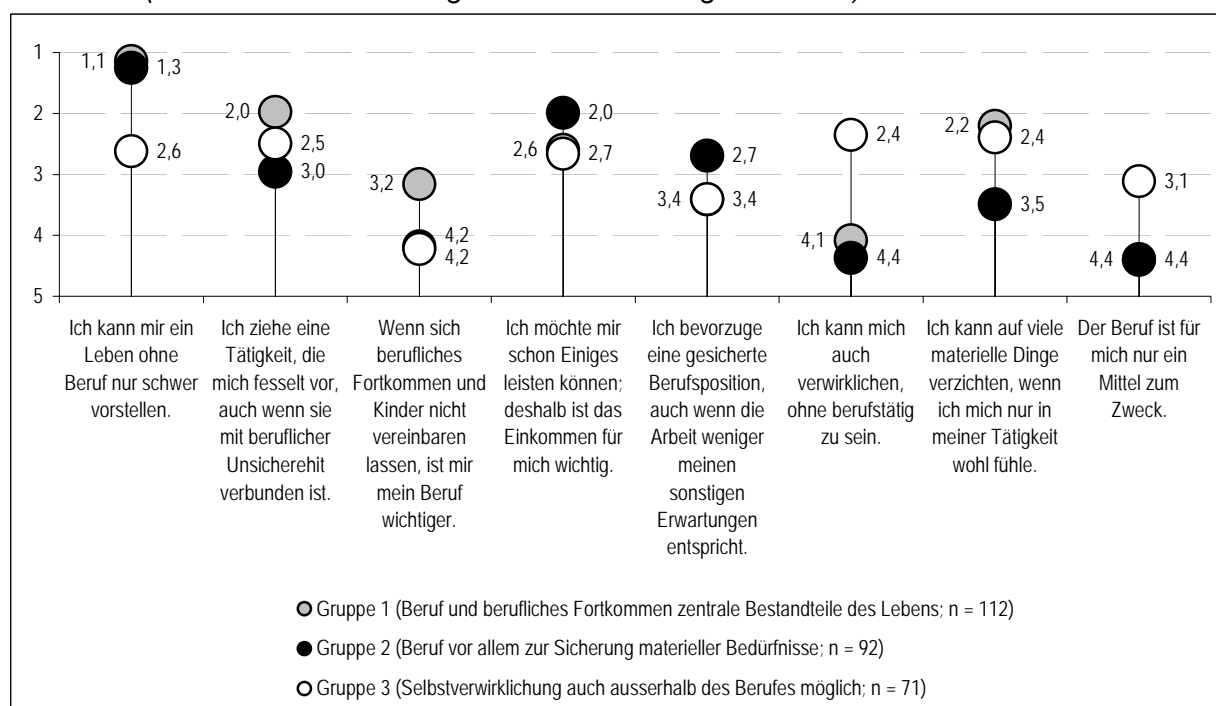 1
2
3
4
5
1,1
1,3
2,6
2,0
2,5
3,0
3,2
4,2
4,2
2,0
2,6
2,7
2,7
3,4
3,4
2,4
4,1
4,4
2,2
2,4
3,5
3,1
4,4
4,4
Ich kann mir ein
Leben ohne
Beruf nur schwer
vorstellen.
Ich ziehe eine
Tätigkeit, die
mich fesselt vor,
auch wenn sie
mit beruflicher
Unsicherehit
verbunden ist.
Wenn sich
berufliches
Fortkommen und
Kinder nicht
vereinbaren
lassen, ist mir
mein Beruf
wichtiger.
Ich möchte mir
schon Einiges
leisten können;
deshalb ist das
Einkommen für
mich wichtig.
Ich bevorzuge
eine gesicherte
Berufsposition,
auch wenn die
Arbeit weniger
meinen
sonstigen
Erwartungen
entspricht.
Ich kann mich
auch
verwirklichen,
ohne berufstätig
zu sein.
Ich kann auf viele
materielle Dinge
verzichten, wenn
ich mich nur in
meiner Tätigkeit
wohl fühle.
Der Beruf ist für
mich nur ein
Mittel zum
Zweck.
Gruppe 1 (Beruf und berufliches Fortkommen zentrale Bestandteile des Lebens; n = 112)
Gruppe 2 (Beruf vor allem zur Sicherung materieller Bedürfnisse; n = 92)
Gruppe 3 (Selbstverwirklichung auch ausserhalb des Berufes möglich; n = 71)